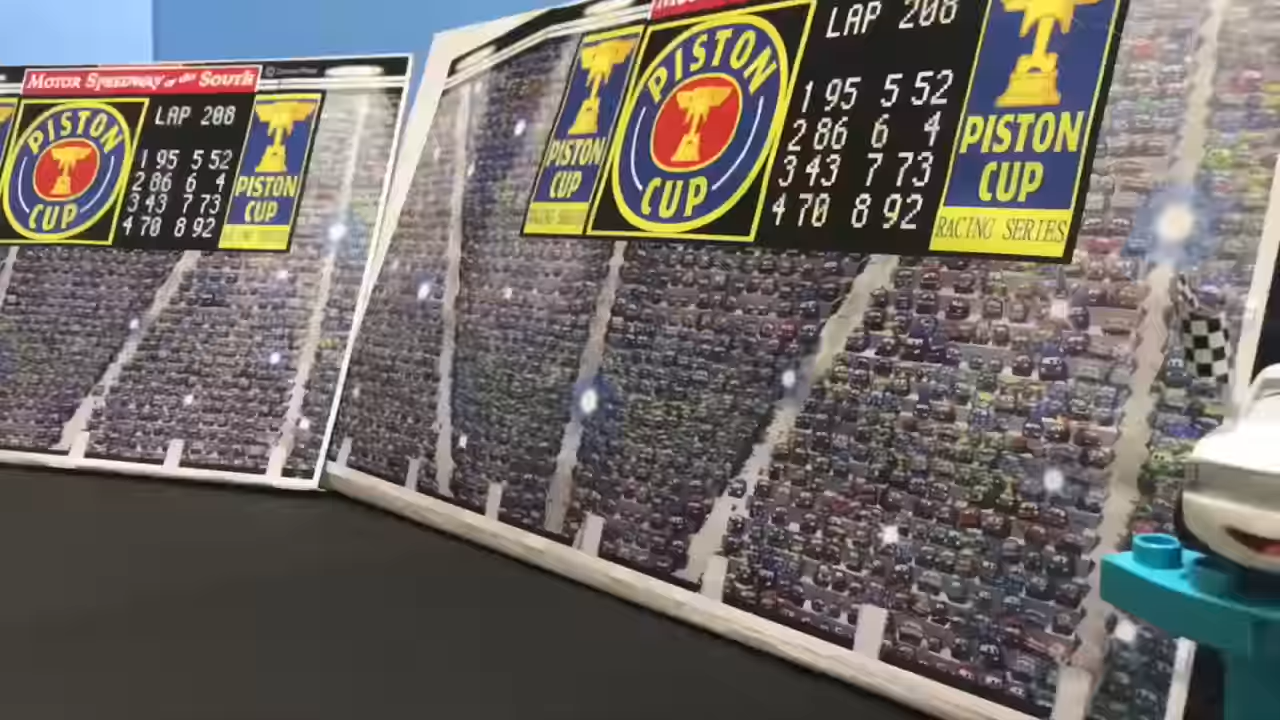 MOTOR SPEEDWAY of the SOUTH
PISTON
CUP
LAP 208
1 95 5 52
2 86 6 4
3 43 7 73
4 70 8 92
PISTON
CUP
PISTON
CUP
PISTON
CUP
LAP 208
1 95 5 52
2 86 6 4
3 43 7 73
4 70 8 92
PISTON
CUP
RACING SERIES